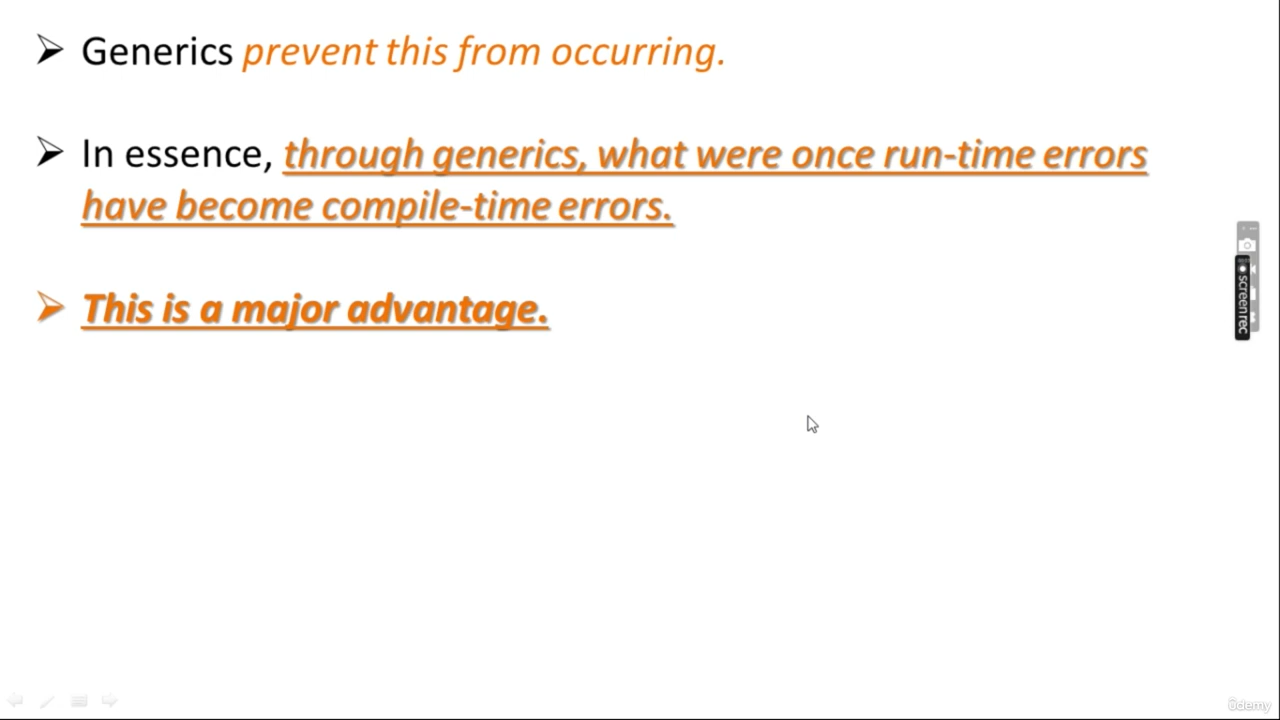 Generics prevent this from occurring.
In essence, through generics, what were once run-time errors
have become compile-time errors.
This is a major advantage.
screenrec
ûdemy